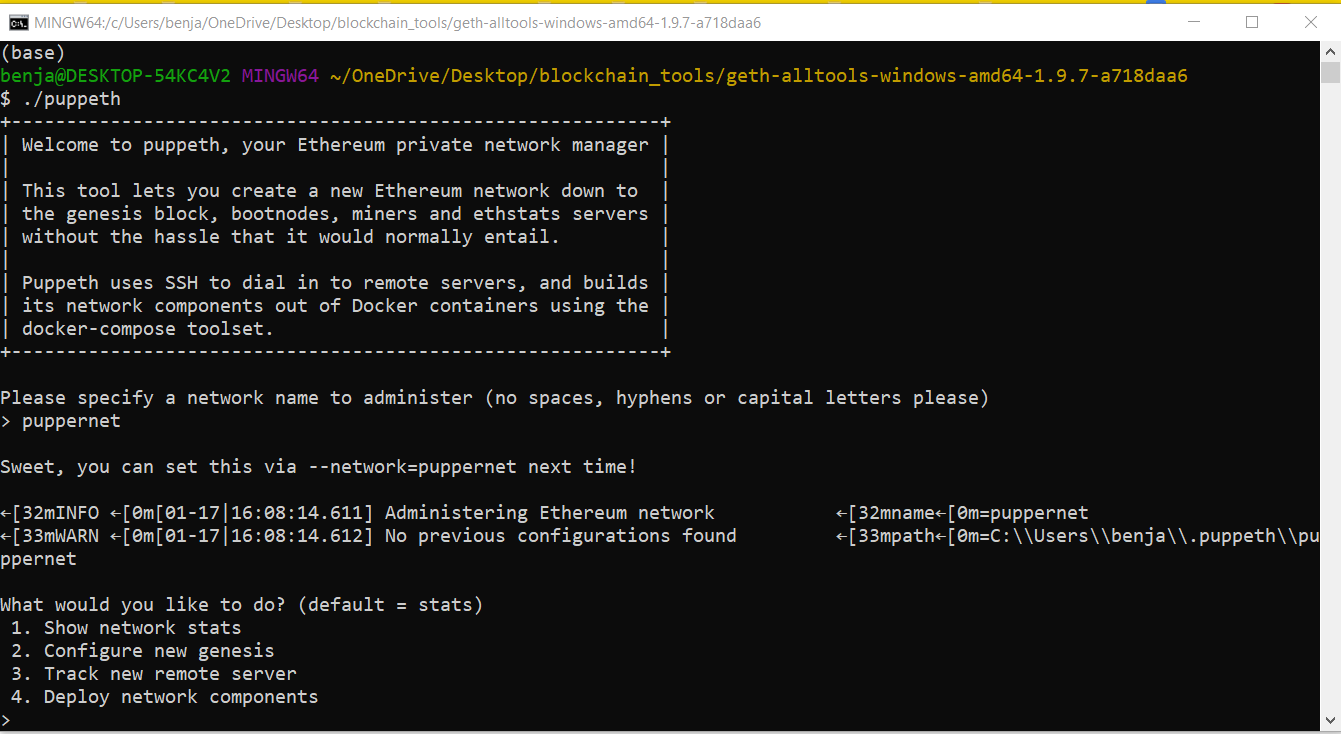 MINGW64:/c/Users/benja/OneDrive/Desktop/blockchain_tools/geth-alltools-windows-amd64-1.9.7-a718daa6
(base)
benja@DESKTOP-54KC4V2 MINGW64 ~/OneDrive/Desktop/blockchain_tools/geth-alltools-windows-amd64-1.9.7-a718daa6
$ ./puppeth
+-----------------------------------------------------------+
| Welcome to puppeth, your Ethereum private network manager |
|                                                           |
| This tool lets you create a new Ethereum network down to  |
| the genesis block, bootnodes, miners and ethstats servers |
| without the hassle that it would normally entail.         |
|                                                           |
| Puppeth uses SSH to dial in to remote servers, and builds |
| its network components out of Docker containers using the |
| docker-compose toolset.                                   |
+-----------------------------------------------------------+
Please specify a network name to administer (no spaces, hyphens or capital letters please)
> puppernet
Sweet, you can set this via --network=puppernet next time!
←[32mINFO ←[0m[01-17|16:08:14.611] Administering Ethereum network           ←[32mname←[0m=puppernet
←[33mWARN ←[0m[01-17|16:08:14.612] No previous configurations found         ←[33mpath←[0m=C:\\Users\\benja\\.puppeth\\pu
ppernet
What would you like to do? (default = stats)
 1. Show network stats
 2. Configure new genesis
 3. Track new remote server
 4. Deploy network components
>